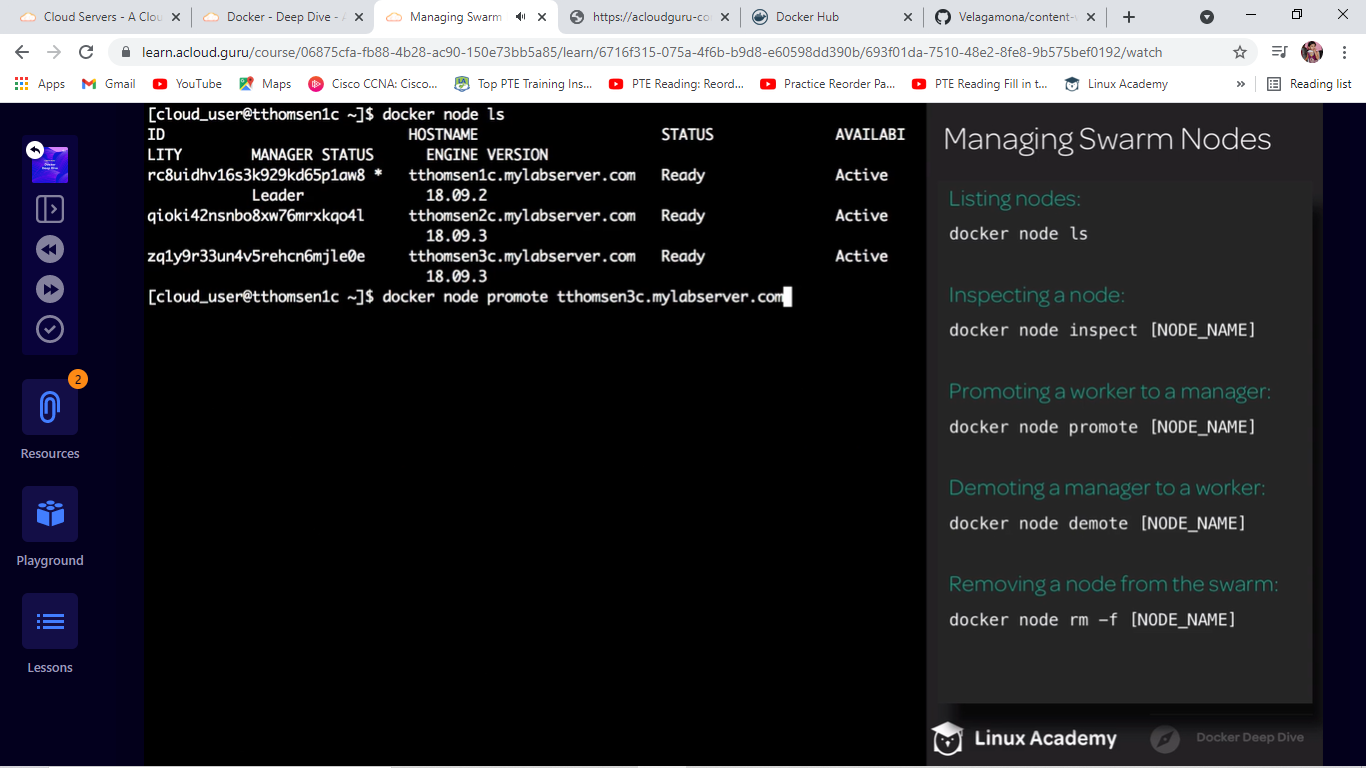 Cloud Servers - A Clou
Docker - Deep Dive - A
Managing Swarm
https://acloudguru-co
Docker Hub
Velagamona/content-
learn.acloud.guru/course/06875cfa-fb88-4b28-ac90-150e73bb5a85/learn/6716f315-075a-4f6b-b9d8-e60598dd390b/693f01da-7510-48e2-8fe8-9b575bef0192/watch
Apps Gmail YouTube Maps Cisco CCNA: Cisco... Top PTE Training Ins... PTE Reading: Reord... Practice Reorder Pa... PTE Reading Fill in t... Linux Academy » Reading list
2
Resources
Playground
Lessons
[cloud_user@tthomsen1c ~]$ docker node ls
ID HOSTNAME STATUS AVAILABI
LITY MANAGER STATUS ENGINE VERSION
rc8uidhv16s3k929kd65p1aw8 * tthomsen1c.mylabserver.com Ready Active
Leader 18.09.2
qioki42nsnbo8xw76mrxkqo4l tthomsen2c.mylabserver.com Ready Active
18.09.3
zq1y9r33un4v5rehcn6mjle0e tthomsen3c.mylabserver.com Ready Active
18.09.3
[cloud_user@tthomsen1c ~]$ docker node promote tthomsen3c.mylabserver.com
Managing Swarm Nodes
Listing nodes:
docker node ls
Inspecting a node:
docker node inspect [NODE_NAME]
Promoting a worker to a manager:
docker node promote [NODE_NAME]
Demoting a manager to a worker:
docker node demote [NODE_NAME]
Removing a node from the swarm:
docker node rm -f [NODE_NAME]
Linux Academy
Docker Deep Dive